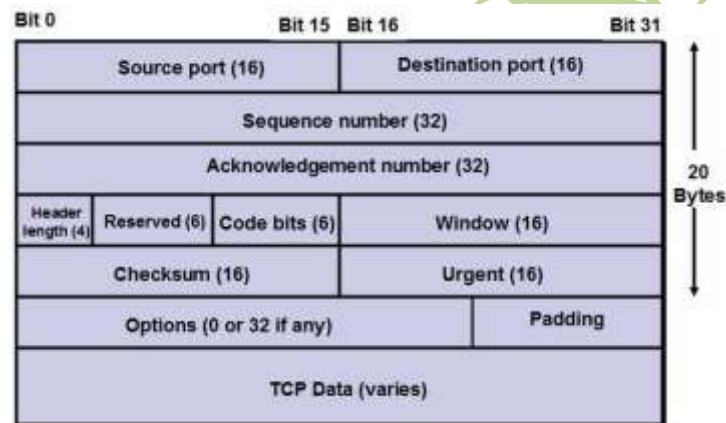 Bit 0 Bit 15 Bit 16 Bit 31
Source port (16) Destination port (16)
Sequence number (32)
Acknowledgement number (32)
20
Bytes
Header
length (4) Reserved (6) Code bits (6) Window (16)
Checksum (16) Urgent (16)
Options (0 or 32 if any) Padding
TCP Data (varies)